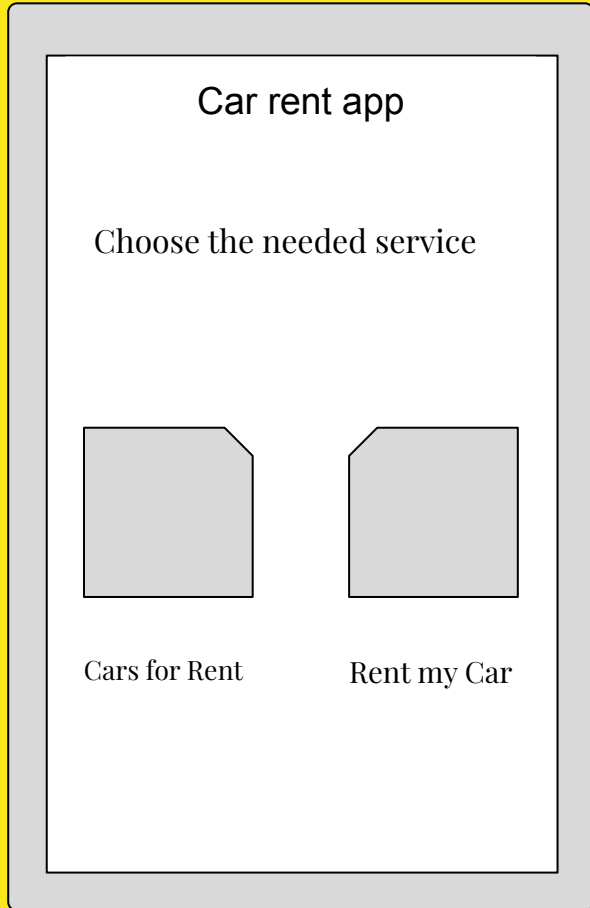 Car rent app
Choose the needed service
Cars for Rent
Rent my Car